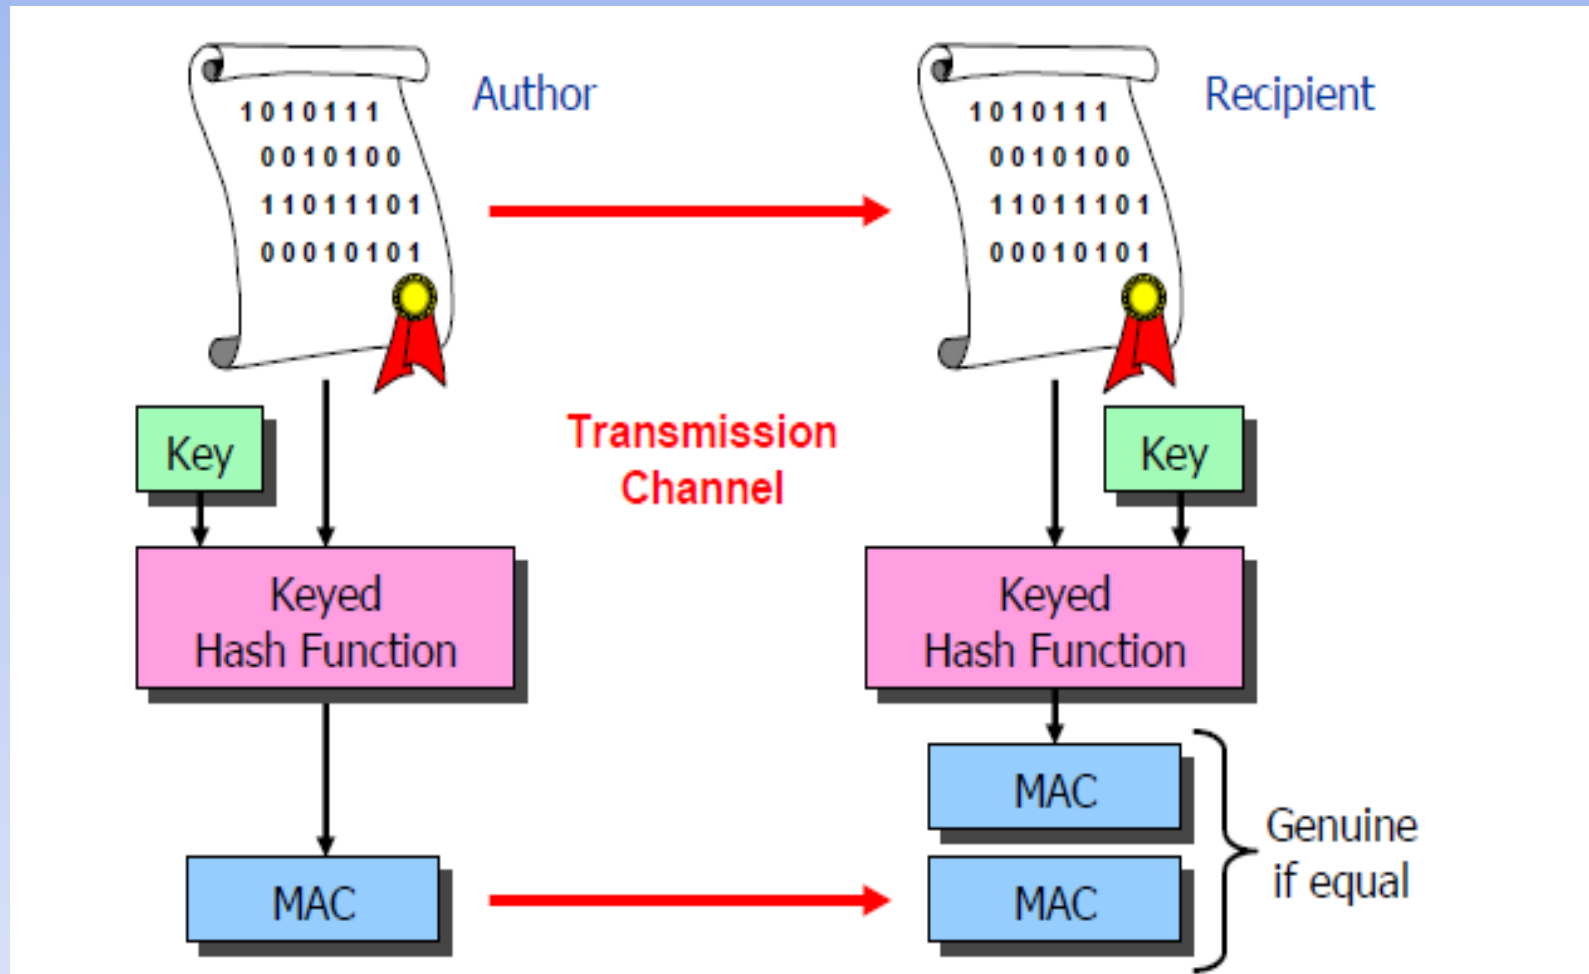 Author
1010111
0010100
11011101
00010101
Recipient
1010111
0010100
11011101
00010101
Transmission
Channel
Key
Key
Keyed
Hash Function
Keyed
Hash Function
MAC
MAC
MAC
Genuine
if equal